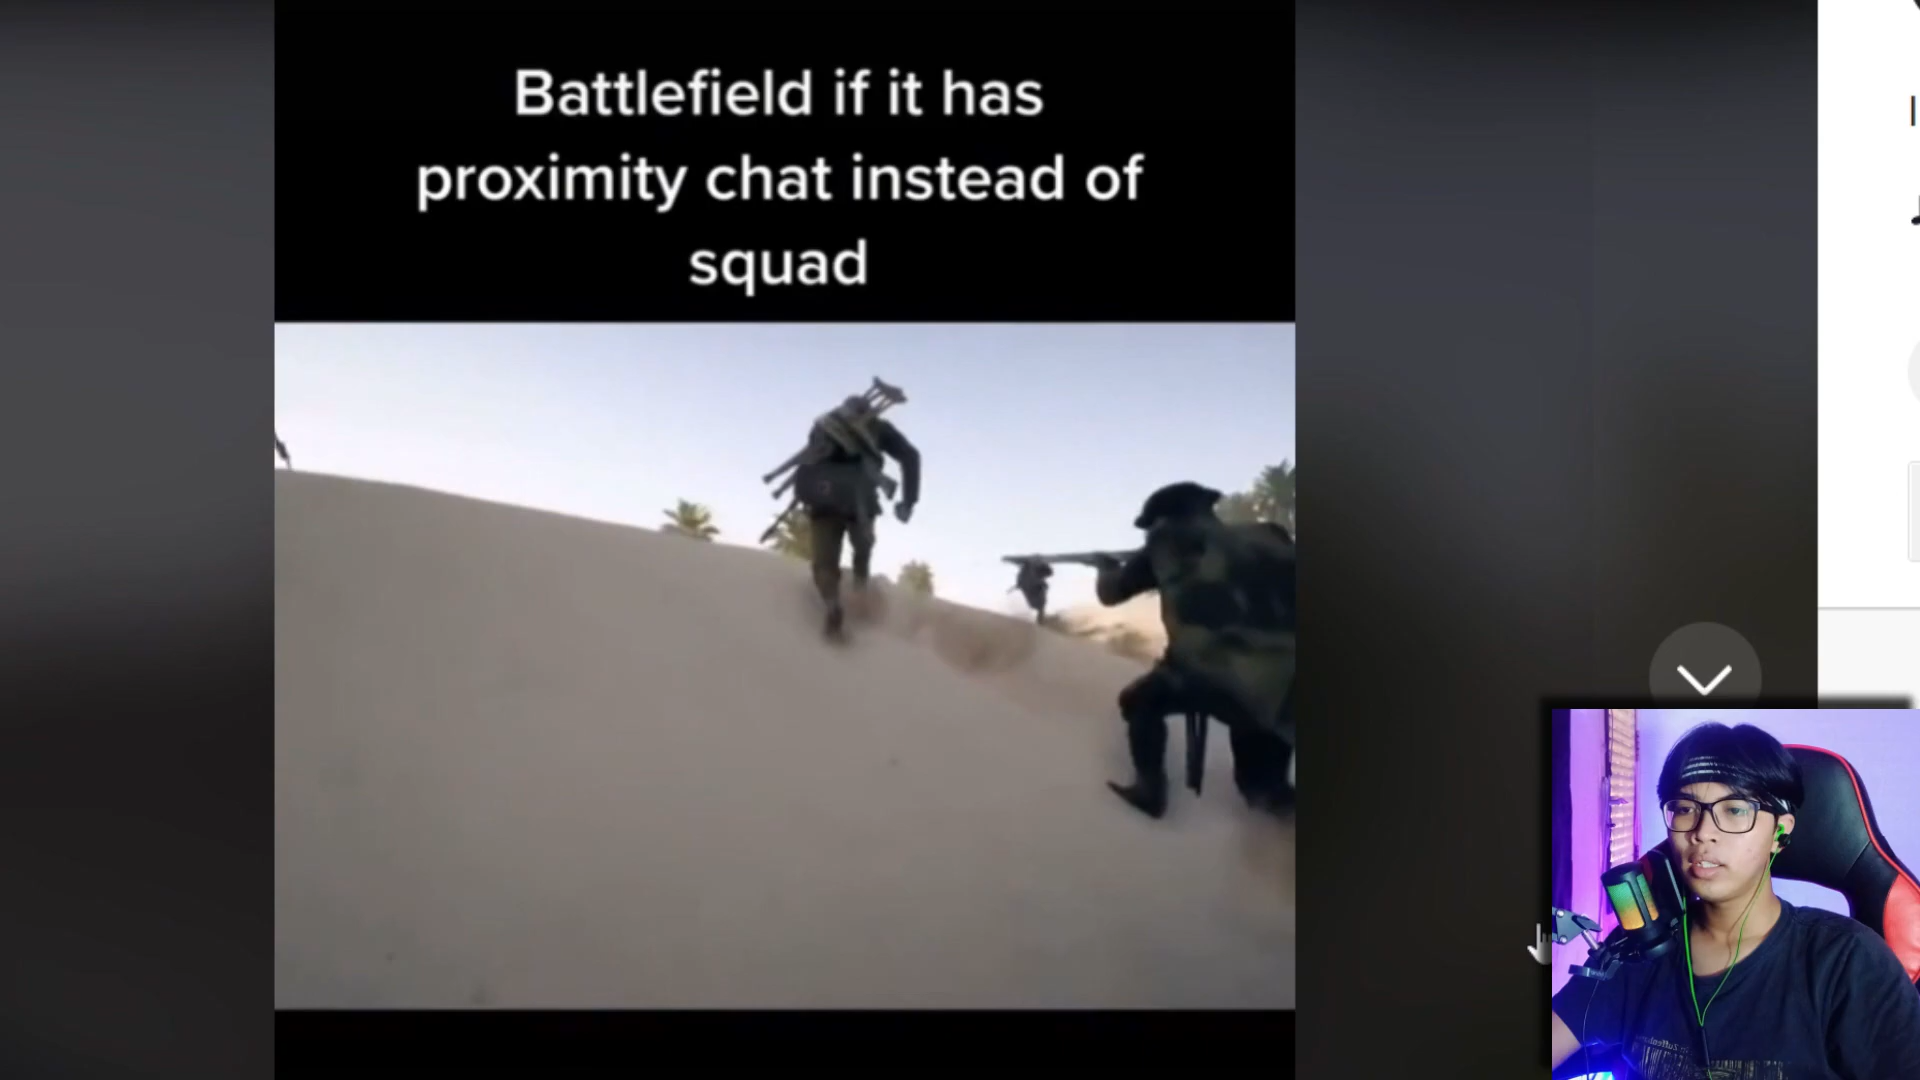 Battlefield if it has
proximity chat instead of
squad